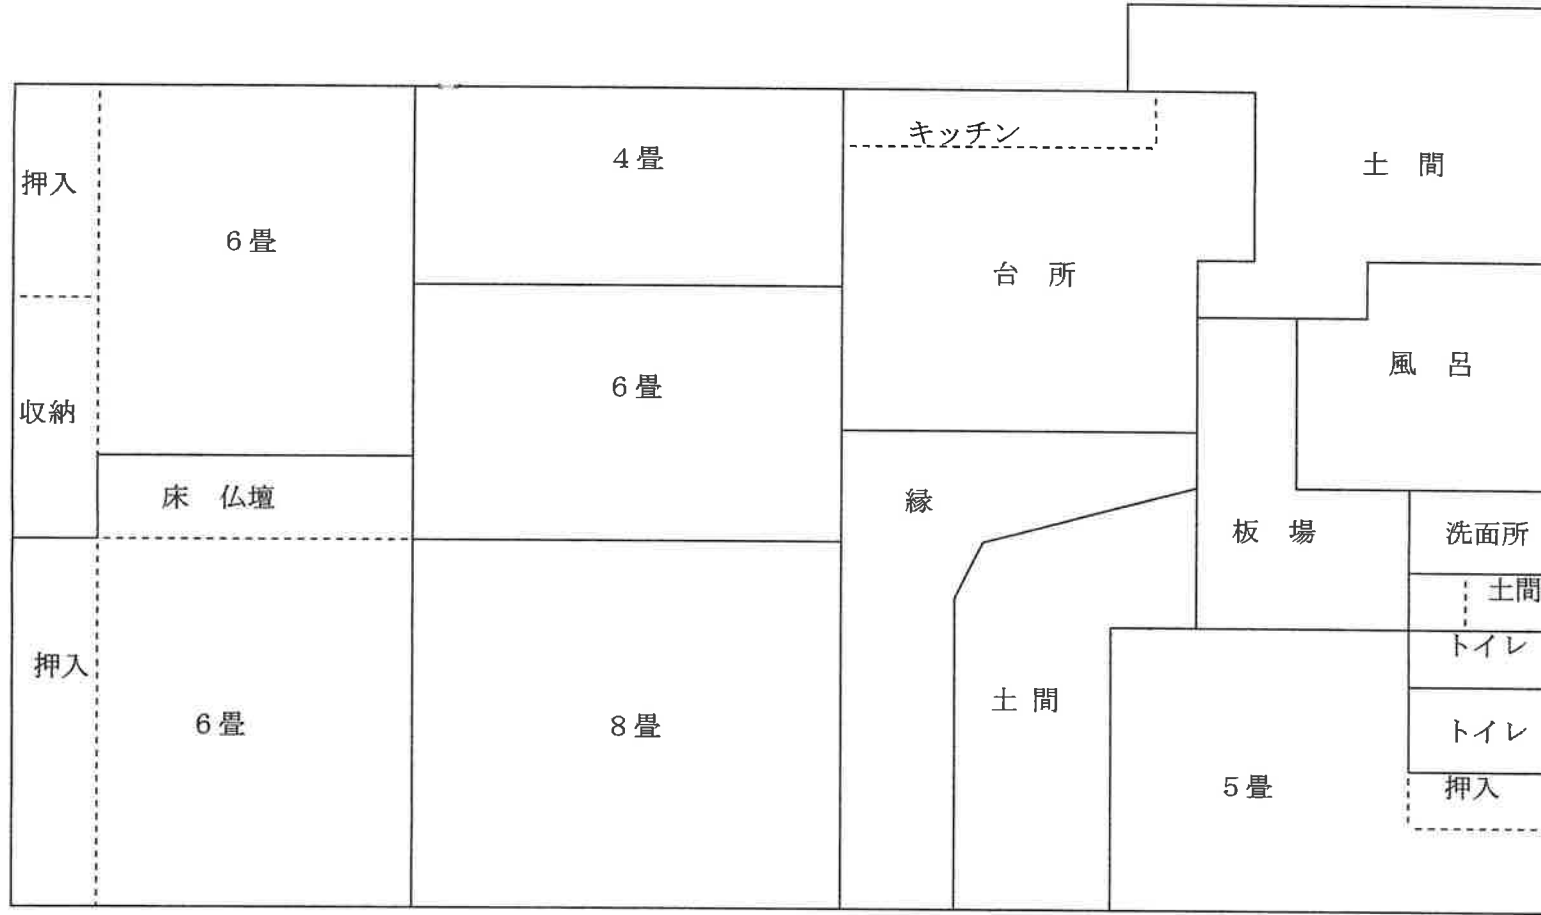 キッチン
4畳
土 間
押入
6畳
台 所
風 呂
6畳
収納
床 仏壇
縁
板 場
洗面所
土間
トイレ
押入
土 間
6畳
8畳
トイレ
5畳
押入